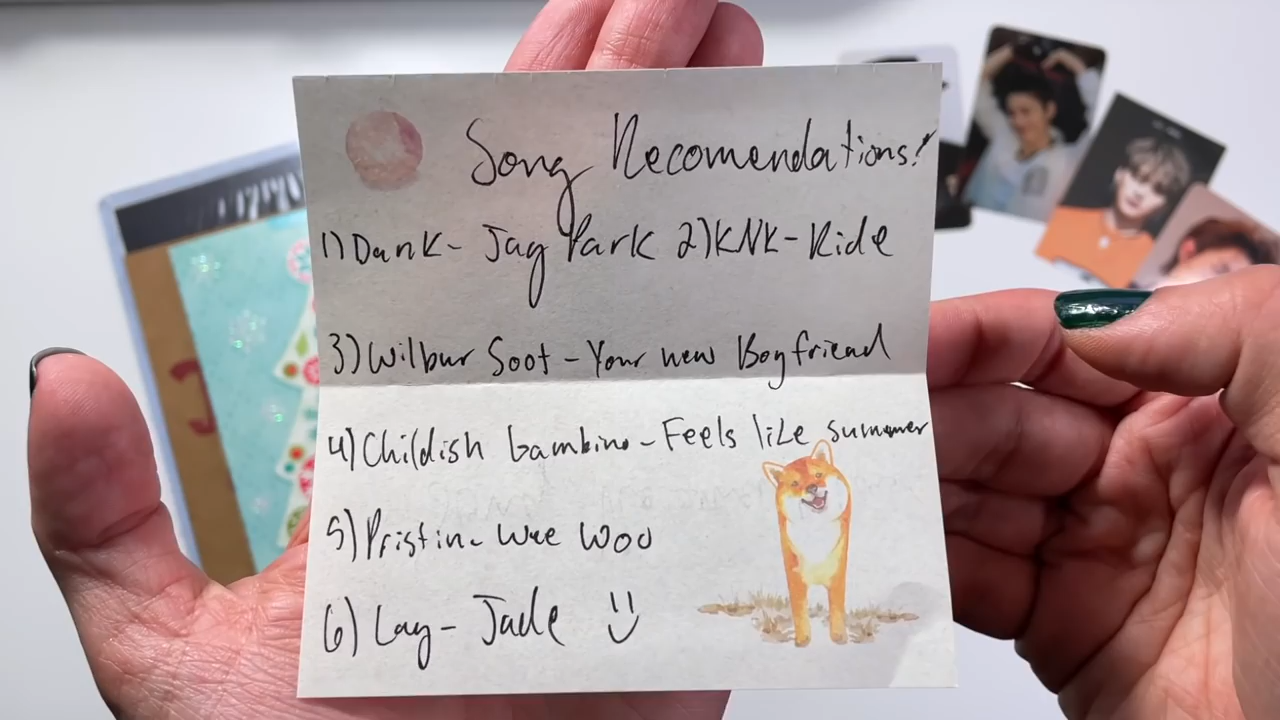 Song Recomendations!
1) Dank - Jay Park 2) KNK - Ride
3) Wilbur Soot - Your new Boyfriend
4) Childish Gambino - Feels like summer
5) Pristin - Wee Woo
6) Lay - Jade